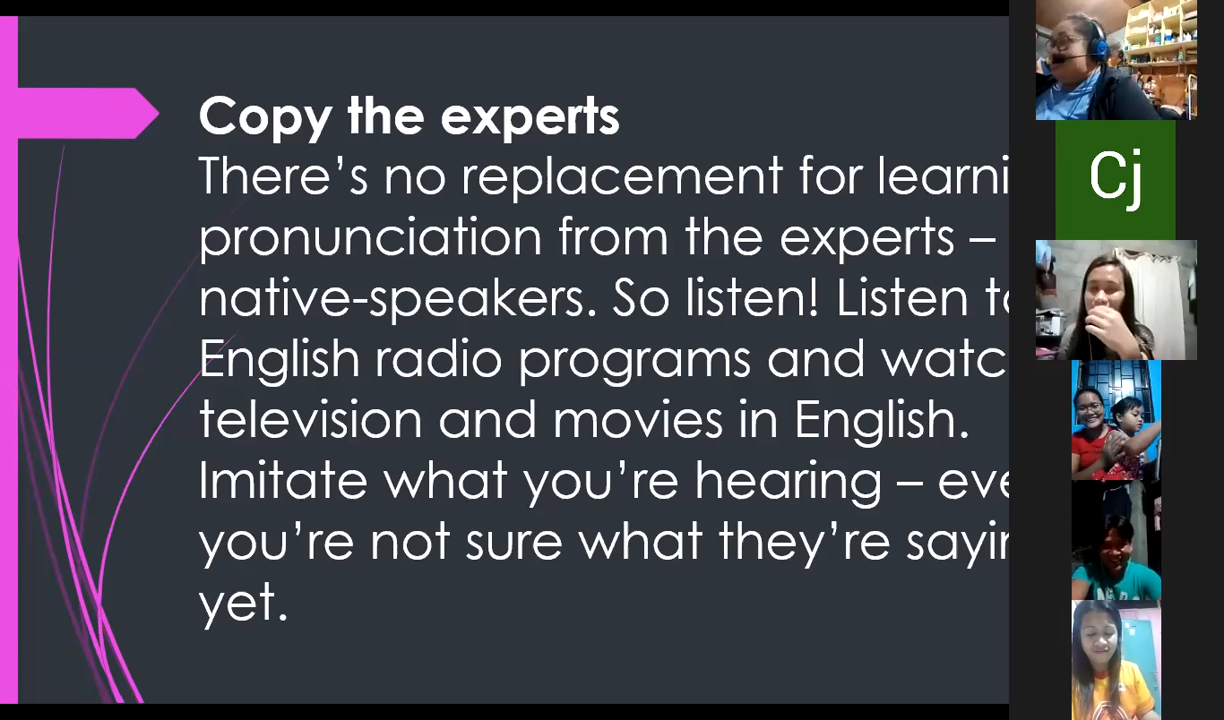 Copy the experts
There’s no replacement for learni
pronunciation from the experts –
native-speakers. So listen! Listen to
English radio programs and watc
television and movies in English.
Imitate what you’re hearing – eve
you’re not sure what they’re sayin
yet.
Cj